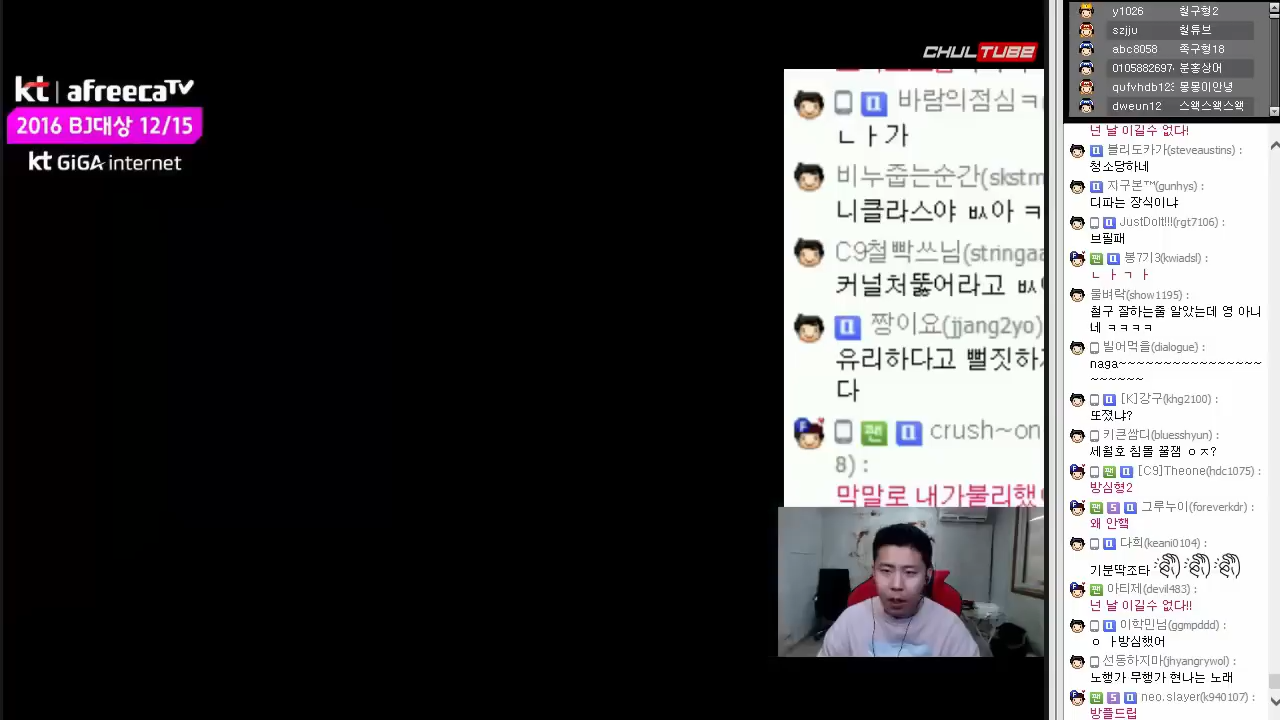 CHULTUBE
kt | afreecaTV
2016 BJ대상 12/15
kt GiGA internet
바람의점심ㅋ
ㄴㅏ가
비누줍는순간(skstm
니클라스야 ㅄ아 ㅋ
C9철빡쓰님(stringaa
커널처뚫어라고
짱이요(jjang2yo)
유리하다고 뻘짓하
다
crush~on
8) :
막말로 내가불리했
y1026 철구형2
szjju 철튜브
abc8058 족구형18
0105882697 분홍상어
qufvhdb123 뭉뭉이안녕
dweun12 스왝스왝스왝
넌 날 이길수 없다!
블리도카가(steveaustins) :
청소당하네
지구본™(gunhys) :
디파는 장식이냐
JustDoIt!!!(rgt7106) :
브필패
붕77|3(kwiadsl) :
ㄴ ㅏ ㄱ ㅏ
물벼락(show1195) :
철구 잘하는줄 알았는데 영 아니
네 ㅋㅋㅋㅋ
빌어먹을(dialogue) :
naga~~~~~~~~~~~~~~~~
~~~~~~
[K]강구(khg2100) :
또졌냐?
키큰쌈디(bluesshyun) :
세월호 침몰 꿀잼 ㅇㅈ?
[C9]Theone(hdc1075) :
방심형2
그루누이(foreverkdr) :
왜 안핵
다희(keani0104) :
기분딱조타
아티제(devil483) :
넌 날 이길수 없다!!
이학민님(ggmpddd) :
ㅇ ㅏ방심했어
선동하지마(jhyangrywol) :
노행가 무행가 현나는 노래
neo.slayer(k940107) :
방플드립